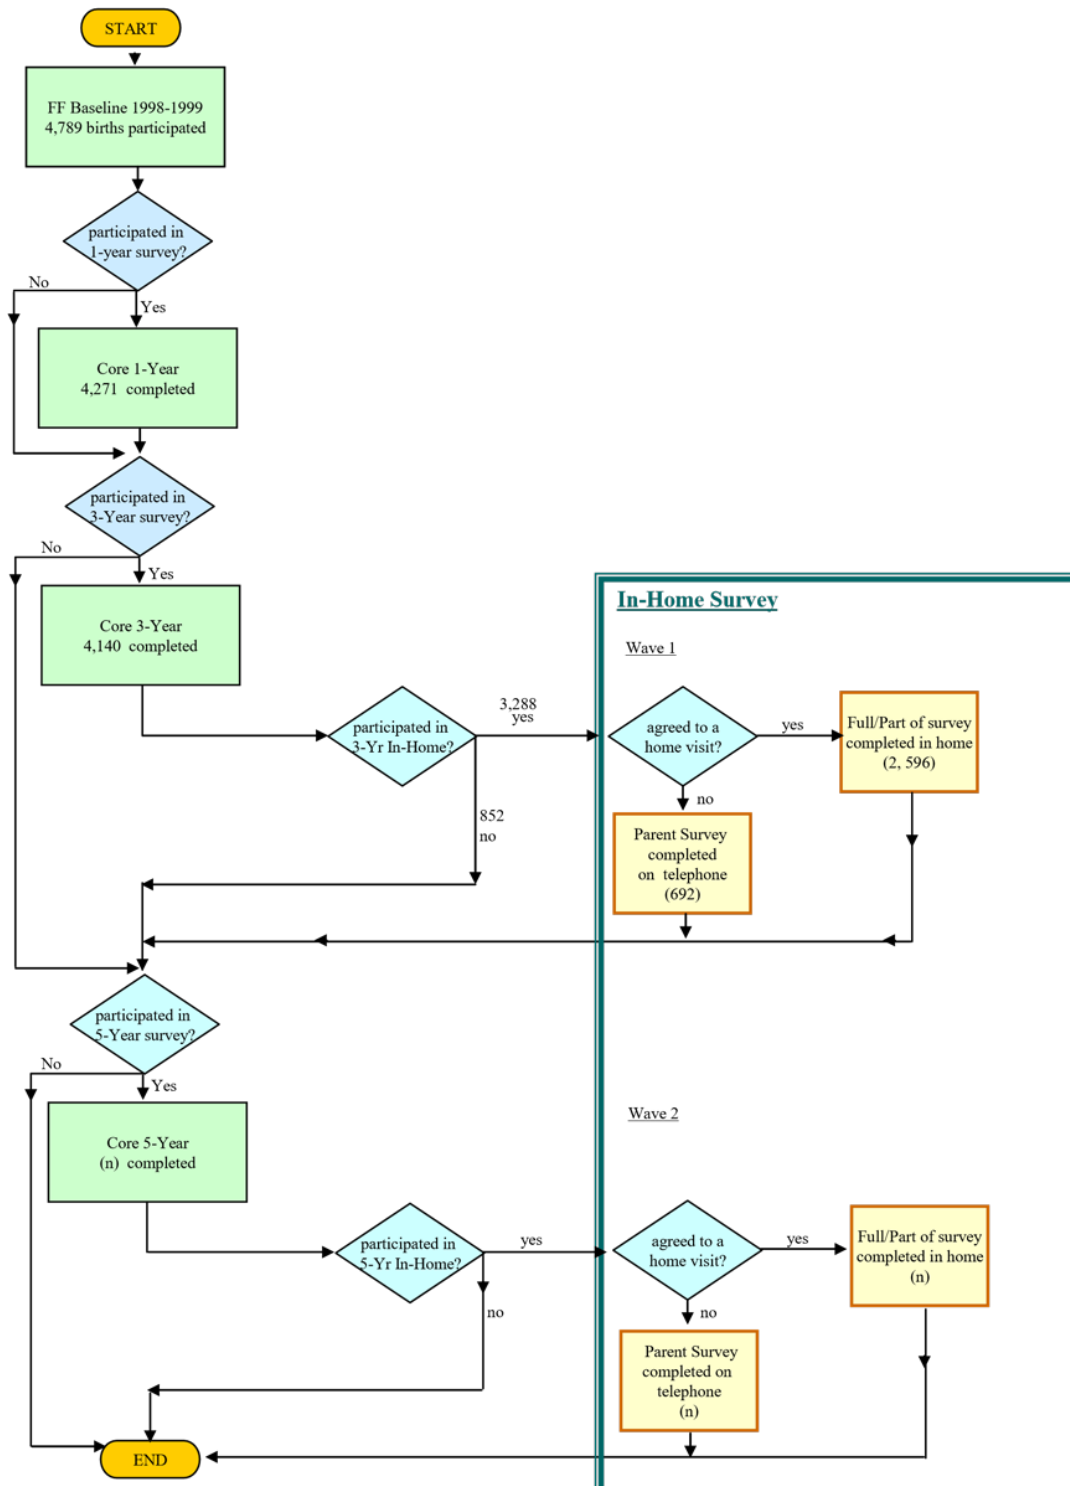 START
FF Baseline 1998-1999
4,789 births participated
participated in
1-year survey?
No
Yes
Core 1-Year
4,271 completed
participated in
3-Year survey?
No
Yes
Core 3-Year
4,140 completed
In-Home Survey
Wave 1
participated in
3-Yr In-Home?
3,288
yes
852
no
agreed to a
home visit?
yes
no
Full/Part of survey
completed in home
(2, 596)
Parent Survey
completed
on telephone
(692)
participated in
5-Year survey?
No
Yes
Core 5-Year
(n) completed
Wave 2
participated in
5-Yr In-Home?
yes
no
agreed to a
home visit?
yes
no
Full/Part of survey
completed in home
(n)
Parent Survey
completed on
telephone
(n)
END